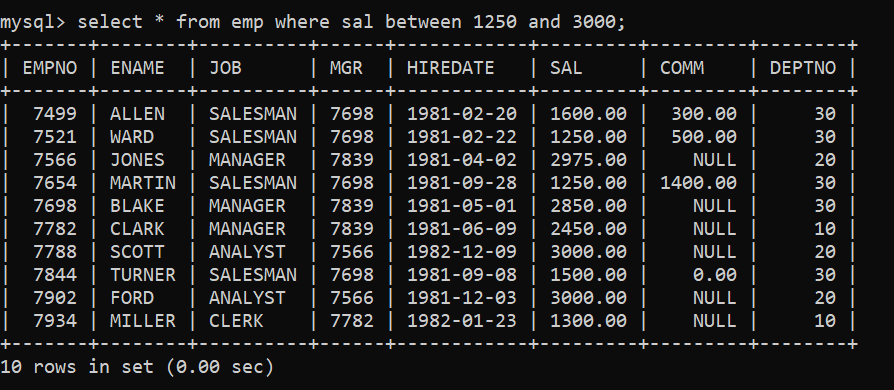 mysql> select * from emp where sal between 1250 and 3000;
+-------+--------+----------+------+------------+---------+---------+--------+
| EMPNO | ENAME  | JOB      | MGR  | HIREDATE   | SAL     | COMM    | DEPTNO |
+-------+--------+----------+------+------------+---------+---------+--------+
|  7499 | ALLEN  | SALESMAN | 7698 | 1981-02-20 | 1600.00 |  300.00 |     30 |
|  7521 | WARD   | SALESMAN | 7698 | 1981-02-22 | 1250.00 |  500.00 |     30 |
|  7566 | JONES  | MANAGER  | 7839 | 1981-04-02 | 2975.00 |    NULL |     20 |
|  7654 | MARTIN | SALESMAN | 7698 | 1981-09-28 | 1250.00 | 1400.00 |     30 |
|  7698 | BLAKE  | MANAGER  | 7839 | 1981-05-01 | 2850.00 |    NULL |     30 |
|  7782 | CLARK  | MANAGER  | 7839 | 1981-06-09 | 2450.00 |    NULL |     10 |
|  7788 | SCOTT  | ANALYST  | 7566 | 1982-12-09 | 3000.00 |    NULL |     20 |
|  7844 | TURNER | SALESMAN | 7698 | 1981-09-08 | 1500.00 |    0.00 |     30 |
|  7902 | FORD   | ANALYST  | 7566 | 1981-12-03 | 3000.00 |    NULL |     20 |
|  7934 | MILLER | CLERK    | 7782 | 1982-01-23 | 1300.00 |    NULL |     10 |
+-------+--------+----------+------+------------+---------+---------+--------+
10 rows in set (0.00 sec)